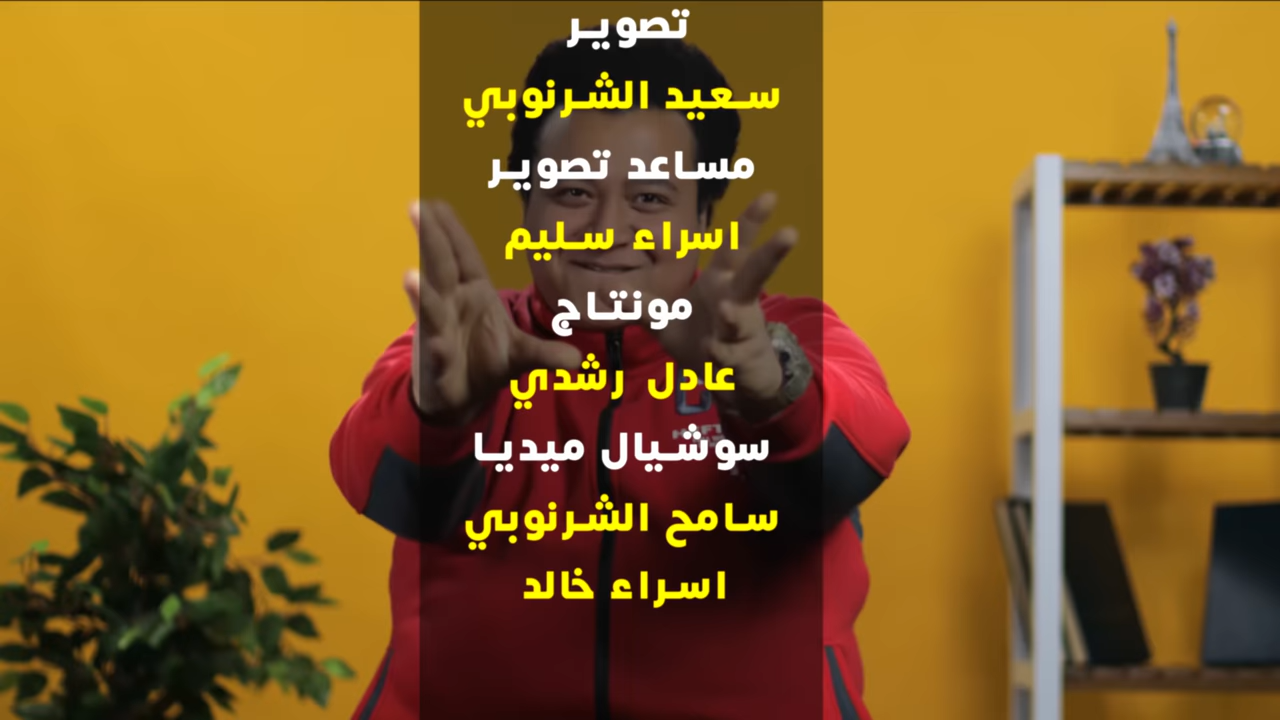 تصوير
سعيد الشرنوبي
مساعد تصوير
اسراء سليم
مونتاج
عادل رشدي
سوشيال ميديا
سامح الشرنوبي
اسراء خالد